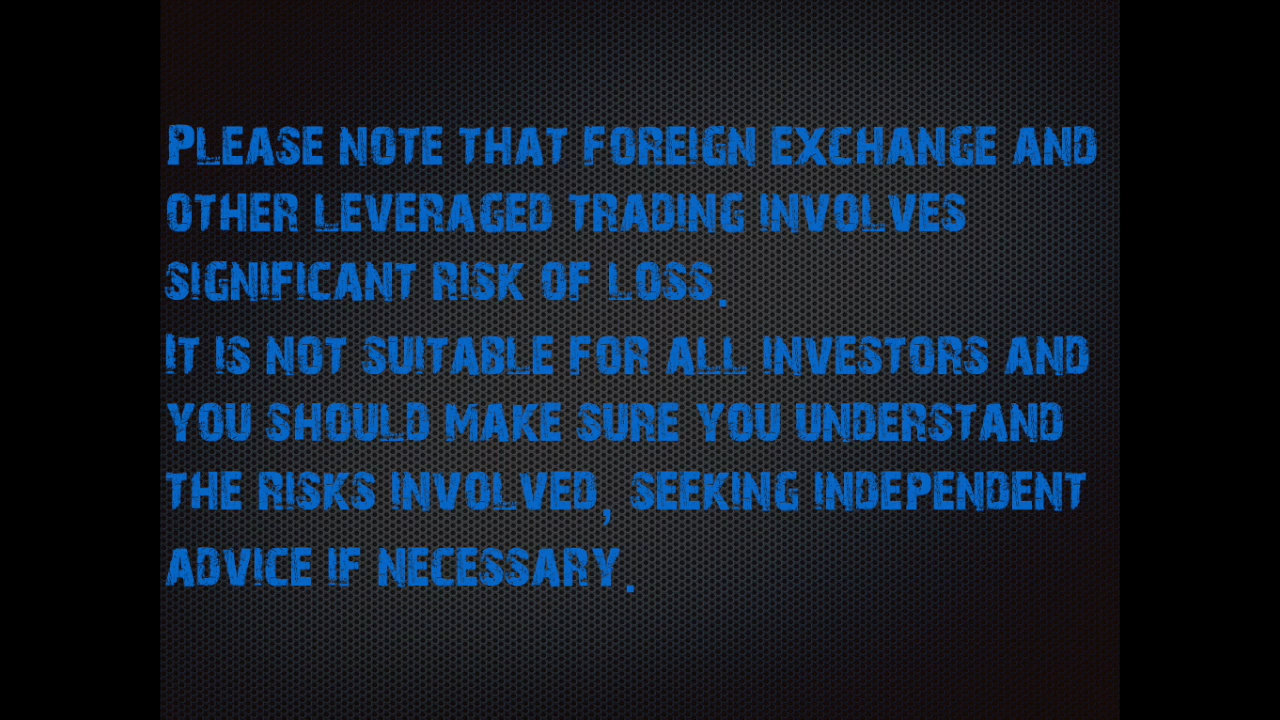 Please note that foreign exchange and
other leveraged trading involves
significant risk of loss.
It is not suitable for all investors and
you should make sure you understand
the risks involved, seeking independent
advice if necessary.